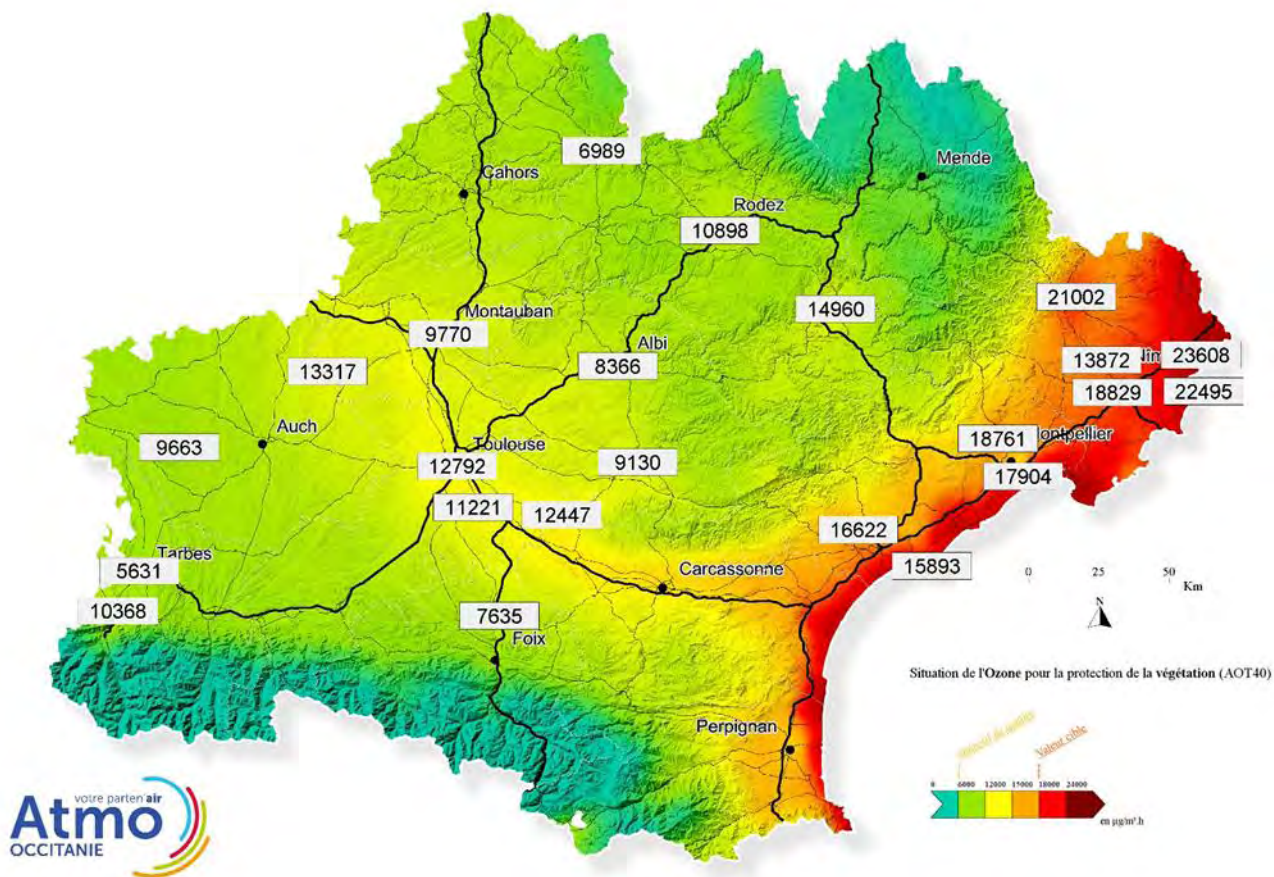 6989
Cahors
Mende
Rodez
10898
21002
14960
Montauban
9770
Albi
8366
13317
13872
23608
18829
22495
Auch
9663
Toulouse
12792
9130
18761
17904
11221
12447
16622
15893
Tarbes
5631
10368
Carcassonne
7635
Foix
Perpignan
0 25 50
Km
N
Situation de l'Ozone pour la protection de la végétation (AOT40)
Valeur cible
0 6000 12000 15000 18000 24000
en µg/m³.h
votre parten'air
Atmo
OCCITANIE